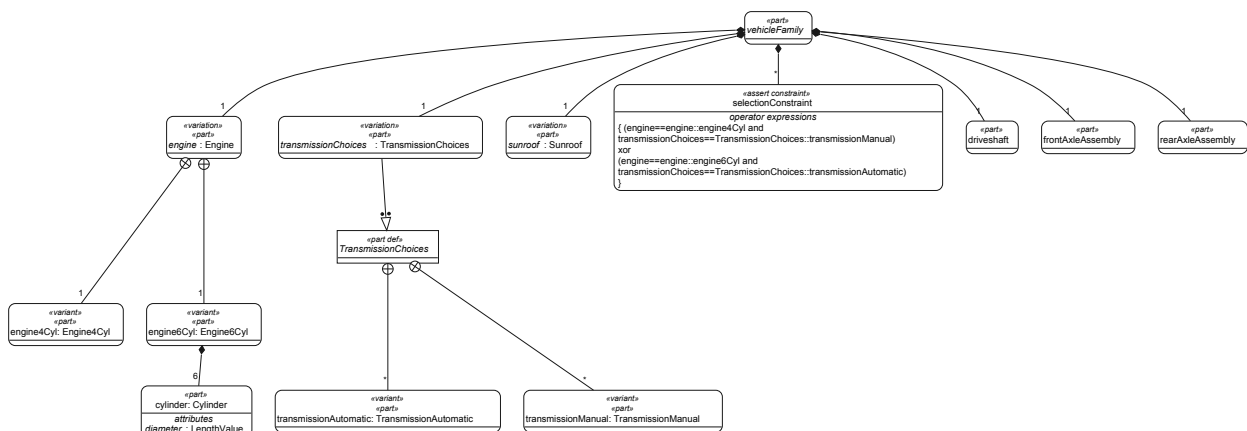 «part»
vehicleFamily
1
1
1
*
1
1
1
«variation»
«part»
engine : Engine
«variation»
«part»
transmissionChoices : TransmissionChoices
«variation»
«part»
sunroof : Sunroof
«assert constraint»
selectionConstraint
operator expressions
{ (engine==engine::engine4Cyl and
transmissionChoices==TransmissionChoices::transmissionManual)
xor
(engine==engine::engine6Cyl and
transmissionChoices==TransmissionChoices::transmissionAutomatic)
}
«part»
driveshaft
«part»
frontAxleAssembly
«part»
rearAxleAssembly
«part def»
TransmissionChoices
1
1
«variant»
«part»
engine4Cyl: Engine4Cyl
«variant»
«part»
engine6Cyl: Engine6Cyl
6
*
*
«part»
cylinder: Cylinder
attributes
diameter : LengthValue
«variant»
«part»
transmissionAutomatic: TransmissionAutomatic
«variant»
«part»
transmissionManual: TransmissionManual